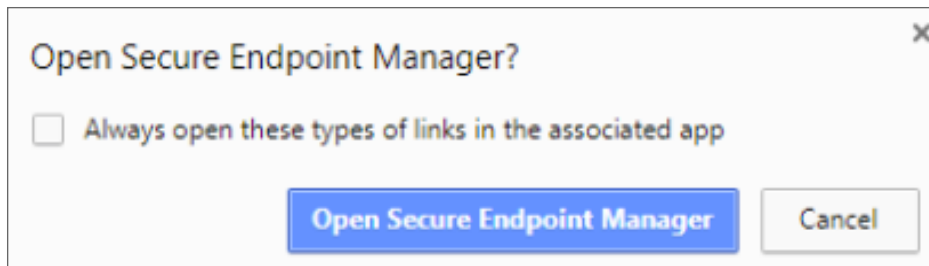 Open Secure Endpoint Manager?
Always open these types of links in the associated app
Open Secure Endpoint Manager
Cancel